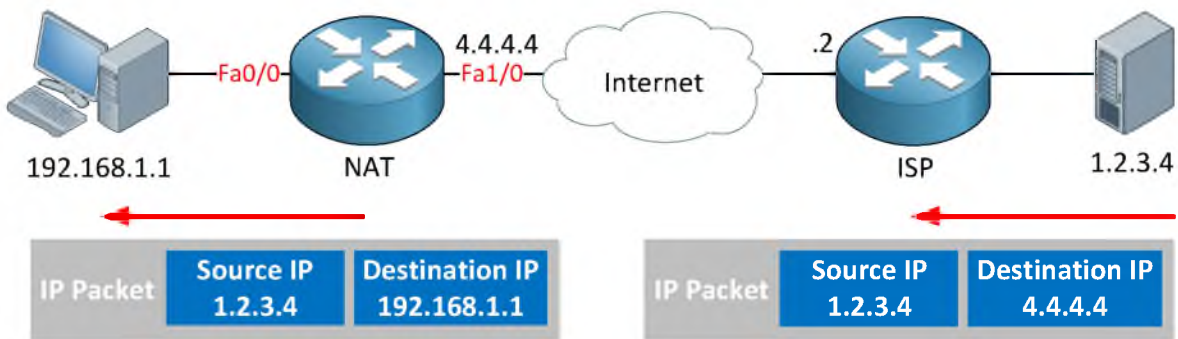 4.4.4.4 .2
Fa0/0 Fa1/0 Internet
192.168.1.1 NAT ISP 1.2.3.4
IP Packet
Source IP
1.2.3.4
Destination IP
192.168.1.1
IP Packet
Source IP
1.2.3.4
Destination IP
4.4.4.4